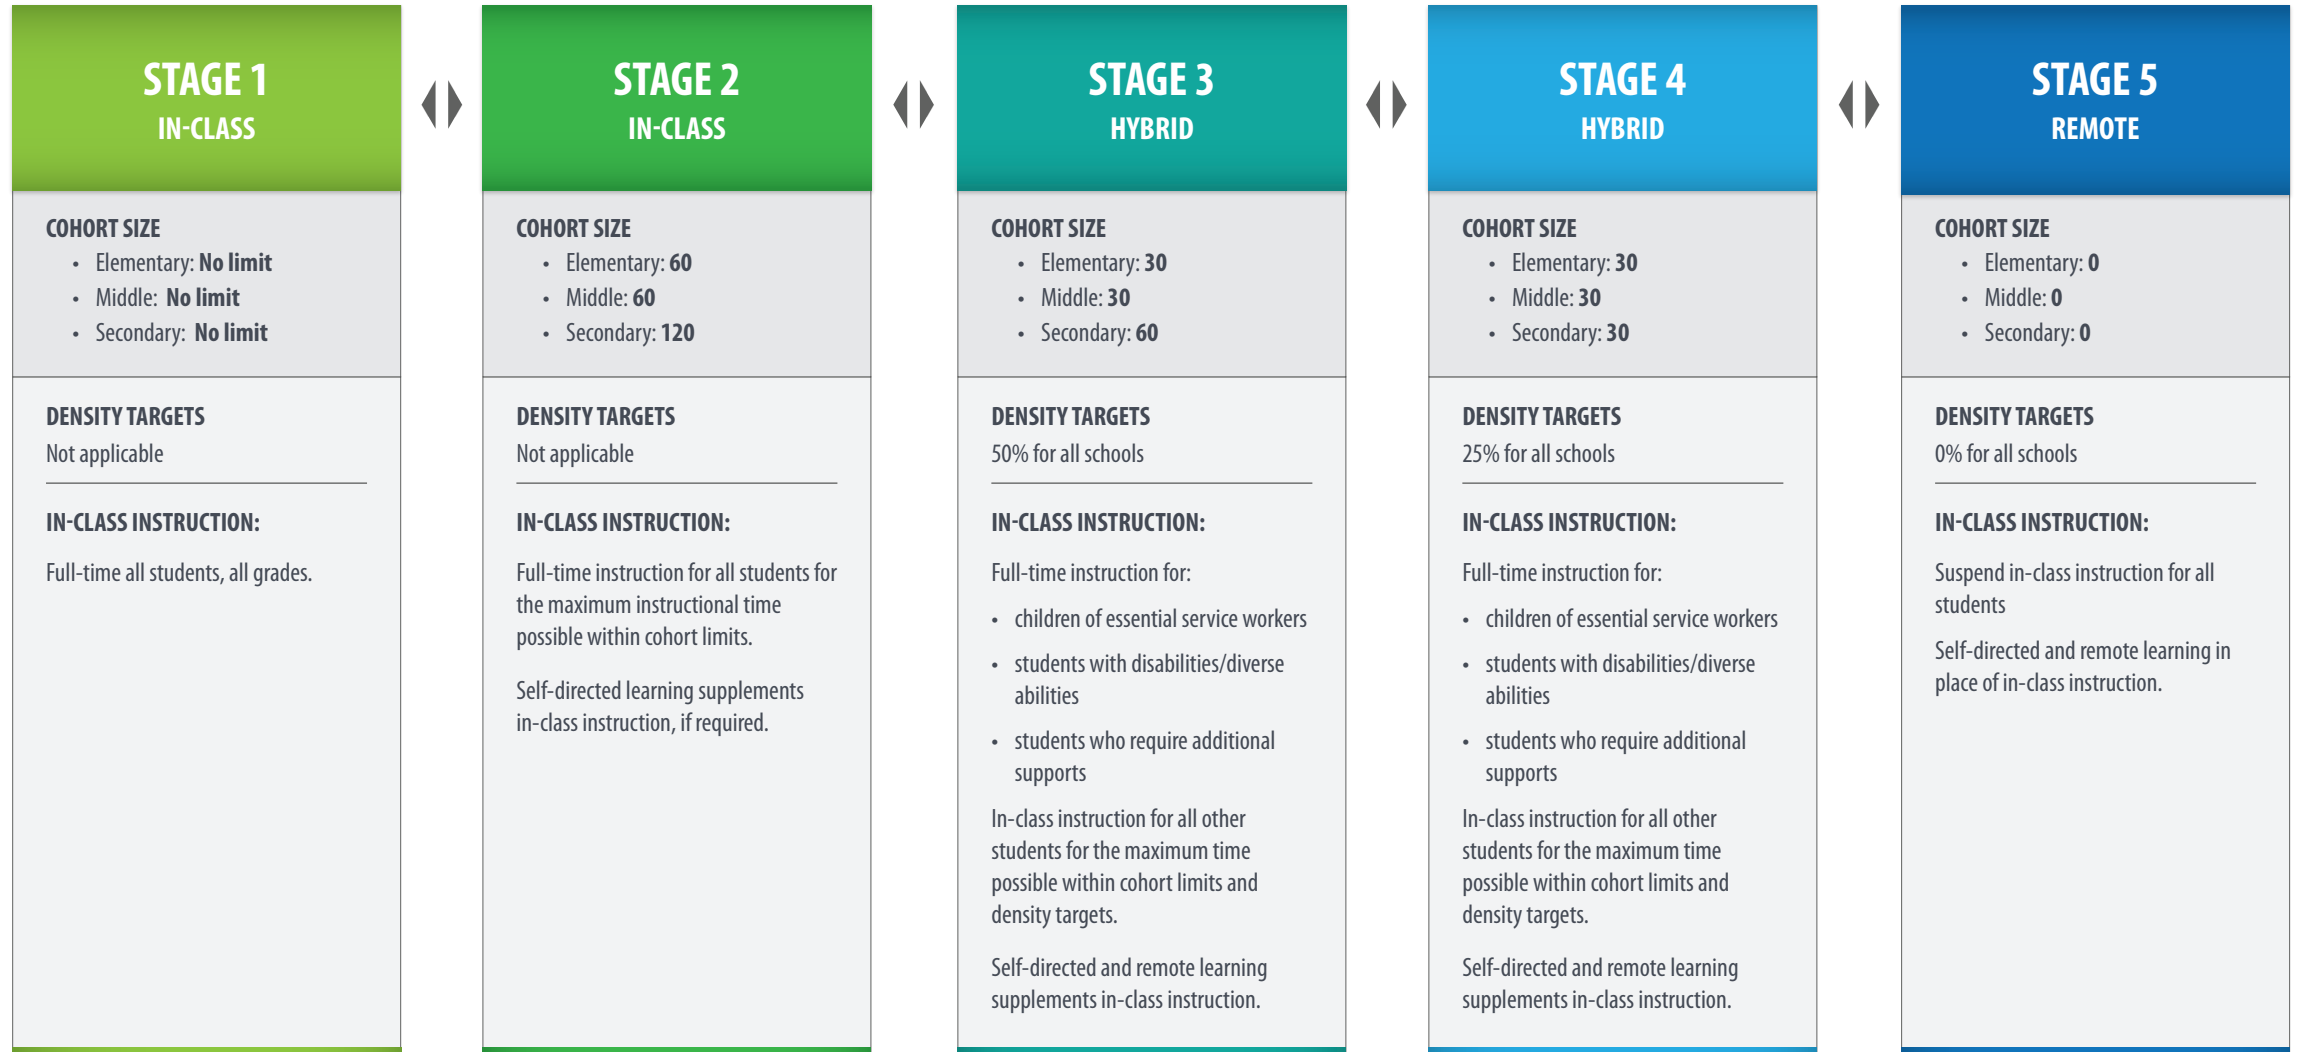 STAGE 1
IN-CLASS
COHORT SIZE
• Elementary: No limit
• Middle: No limit
• Secondary: No limit
DENSITY TARGETS
Not applicable
IN-CLASS INSTRUCTION:
Full-time all students, all grades.
STAGE 2
IN-CLASS
COHORT SIZE
• Elementary: 60
• Middle: 60
• Secondary: 120
DENSITY TARGETS
Not applicable
IN-CLASS INSTRUCTION:
Full-time instruction for all students for
the maximum instructional time
possible within cohort limits.
Self-directed learning supplements
in-class instruction, if required.
STAGE 3
HYBRID
COHORT SIZE
• Elementary: 30
• Middle: 30
• Secondary: 60
DENSITY TARGETS
50% for all schools
IN-CLASS INSTRUCTION:
Full-time instruction for:
• children of essential service workers
• students with disabilities/diverse
abilities
• students who require additional
supports
In-class instruction for all other
students for the maximum time
possible within cohort limits and
density targets.
Self-directed and remote learning
supplements in-class instruction.
STAGE 4
HYBRID
COHORT SIZE
• Elementary: 30
• Middle: 30
• Secondary: 30
DENSITY TARGETS
25% for all schools
IN-CLASS INSTRUCTION:
Full-time instruction for:
• children of essential service workers
• students with disabilities/diverse
abilities
• students who require additional
supports
In-class instruction for all other
students for the maximum time
possible within cohort limits and
density targets.
Self-directed and remote learning
supplements in-class instruction.
STAGE 5
REMOTE
COHORT SIZE
• Elementary: 0
• Middle: 0
• Secondary: 0
DENSITY TARGETS
0% for all schools
IN-CLASS INSTRUCTION:
Suspend in-class instruction for all
students
Self-directed and remote learning in
place of in-class instruction.